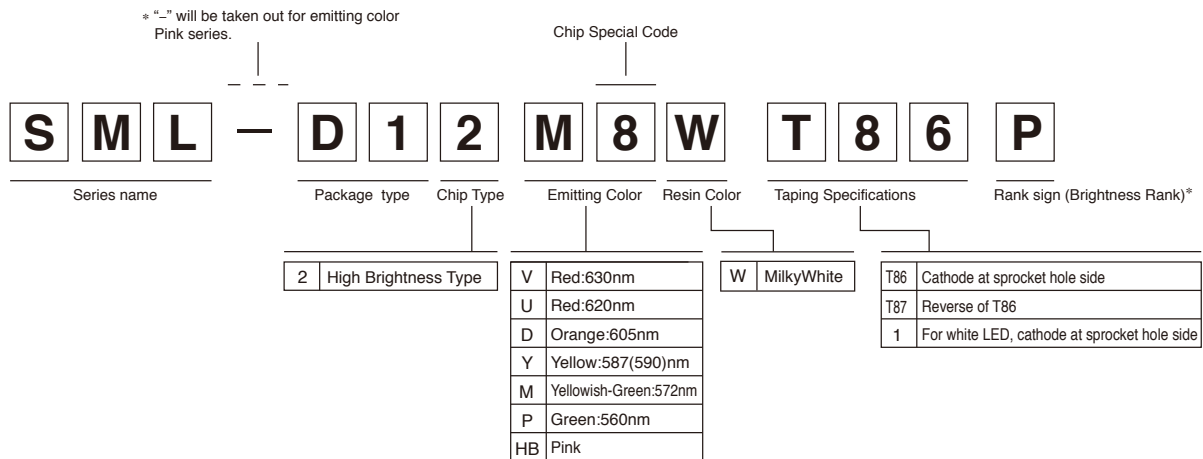 * “–” will be taken out for emitting color
Pink series.
Chip Special Code
S M L – D 1 2 M 8 W T 8 6 P
Series name
Package type
Chip Type
Emitting Color
Resin Color
Taping Specifications
Rank sign (Brightness Rank)*
2 High Brightness Type
V Red:630nm
U Red:620nm
D Orange:605nm
Y Yellow:587(590)nm
M Yellowish-Green:572nm
P Green:560nm
HB Pink
W MilkyWhite
T86 Cathode at sprocket hole side
T87 Reverse of T86
1 For white LED, cathode at sprocket hole side